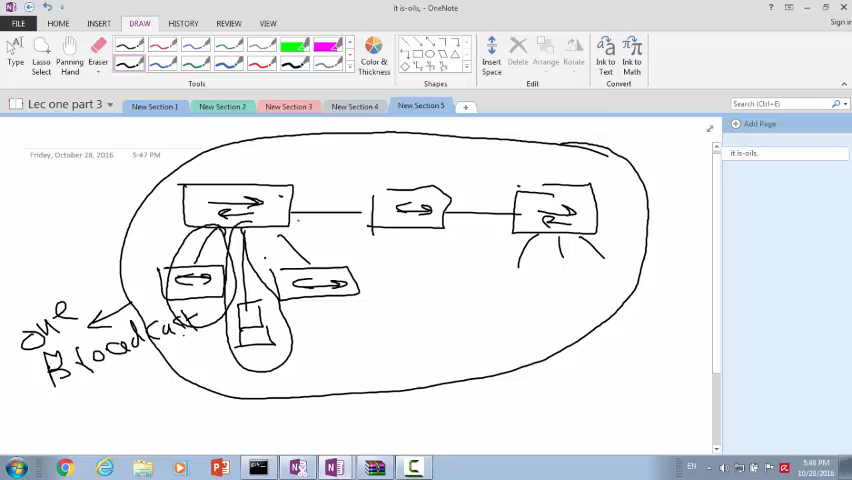 it is-oils, - OneNote
FILE HOME INSERT DRAW HISTORY REVIEW VIEW
Sign in
Type Lasso Select Panning Hand Eraser Color & Thickness Insert Space Delete Arrange Rotate Ink to Text Ink to Math
Tools Shapes Edit Convert
Lec one part 3 New Section 1 New Section 2 New Section 3 New Section 4 New Section 5
Search (Ctrl+E)
Add Page
Friday, October 28, 2016 5:47 PM
it is-oils,
one
Broadcast
EN
5:48 PM
10/28/2016